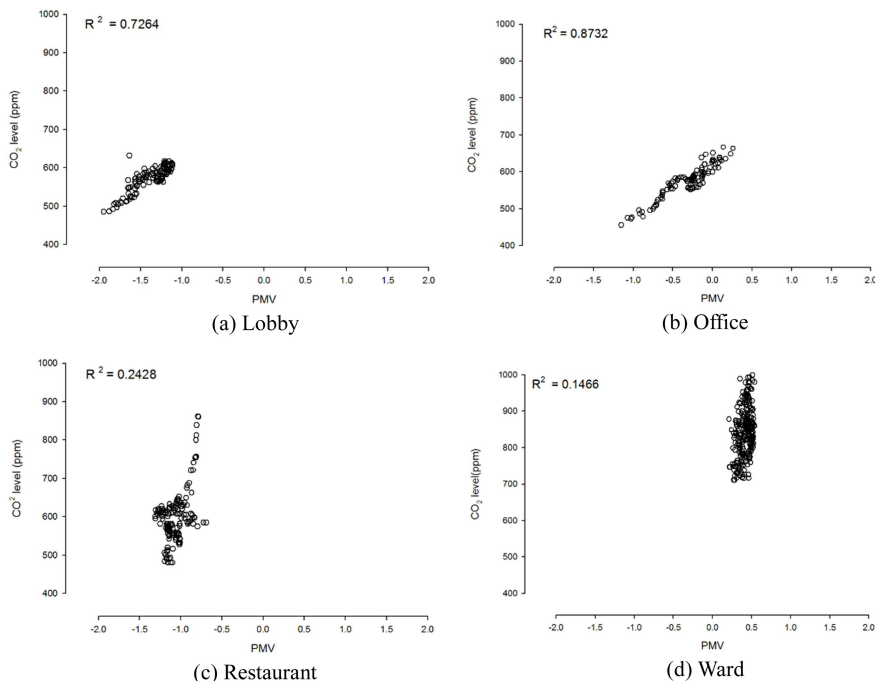 R² = 0.7264
1000
900
800
700
600
500
400
CO₂ level (ppm)
-2.0 -1.5 -1.0 -0.5 0.0 0.5 1.0 1.5 2.0
PMV
(a) Lobby
R² = 0.8732
1000
900
800
700
600
500
400
CO₂ level (ppm)
-2.0 -1.5 -1.0 -0.5 0.0 0.5 1.0 1.5 2.0
PMV
(b) Office
R² = 0.2428
1000
900
800
700
600
500
400
CO² level (ppm)
-2.0 -1.5 -1.0 -0.5 0.0 0.5 1.0 1.5 2.0
PMV
(c) Restaurant
R² = 0.1466
1000
900
800
700
600
500
400
CO₂ level(ppm)
-2.0 -1.5 -1.0 -0.5 0.0 0.5 1.0 1.5 2.0
PMV
(d) Ward